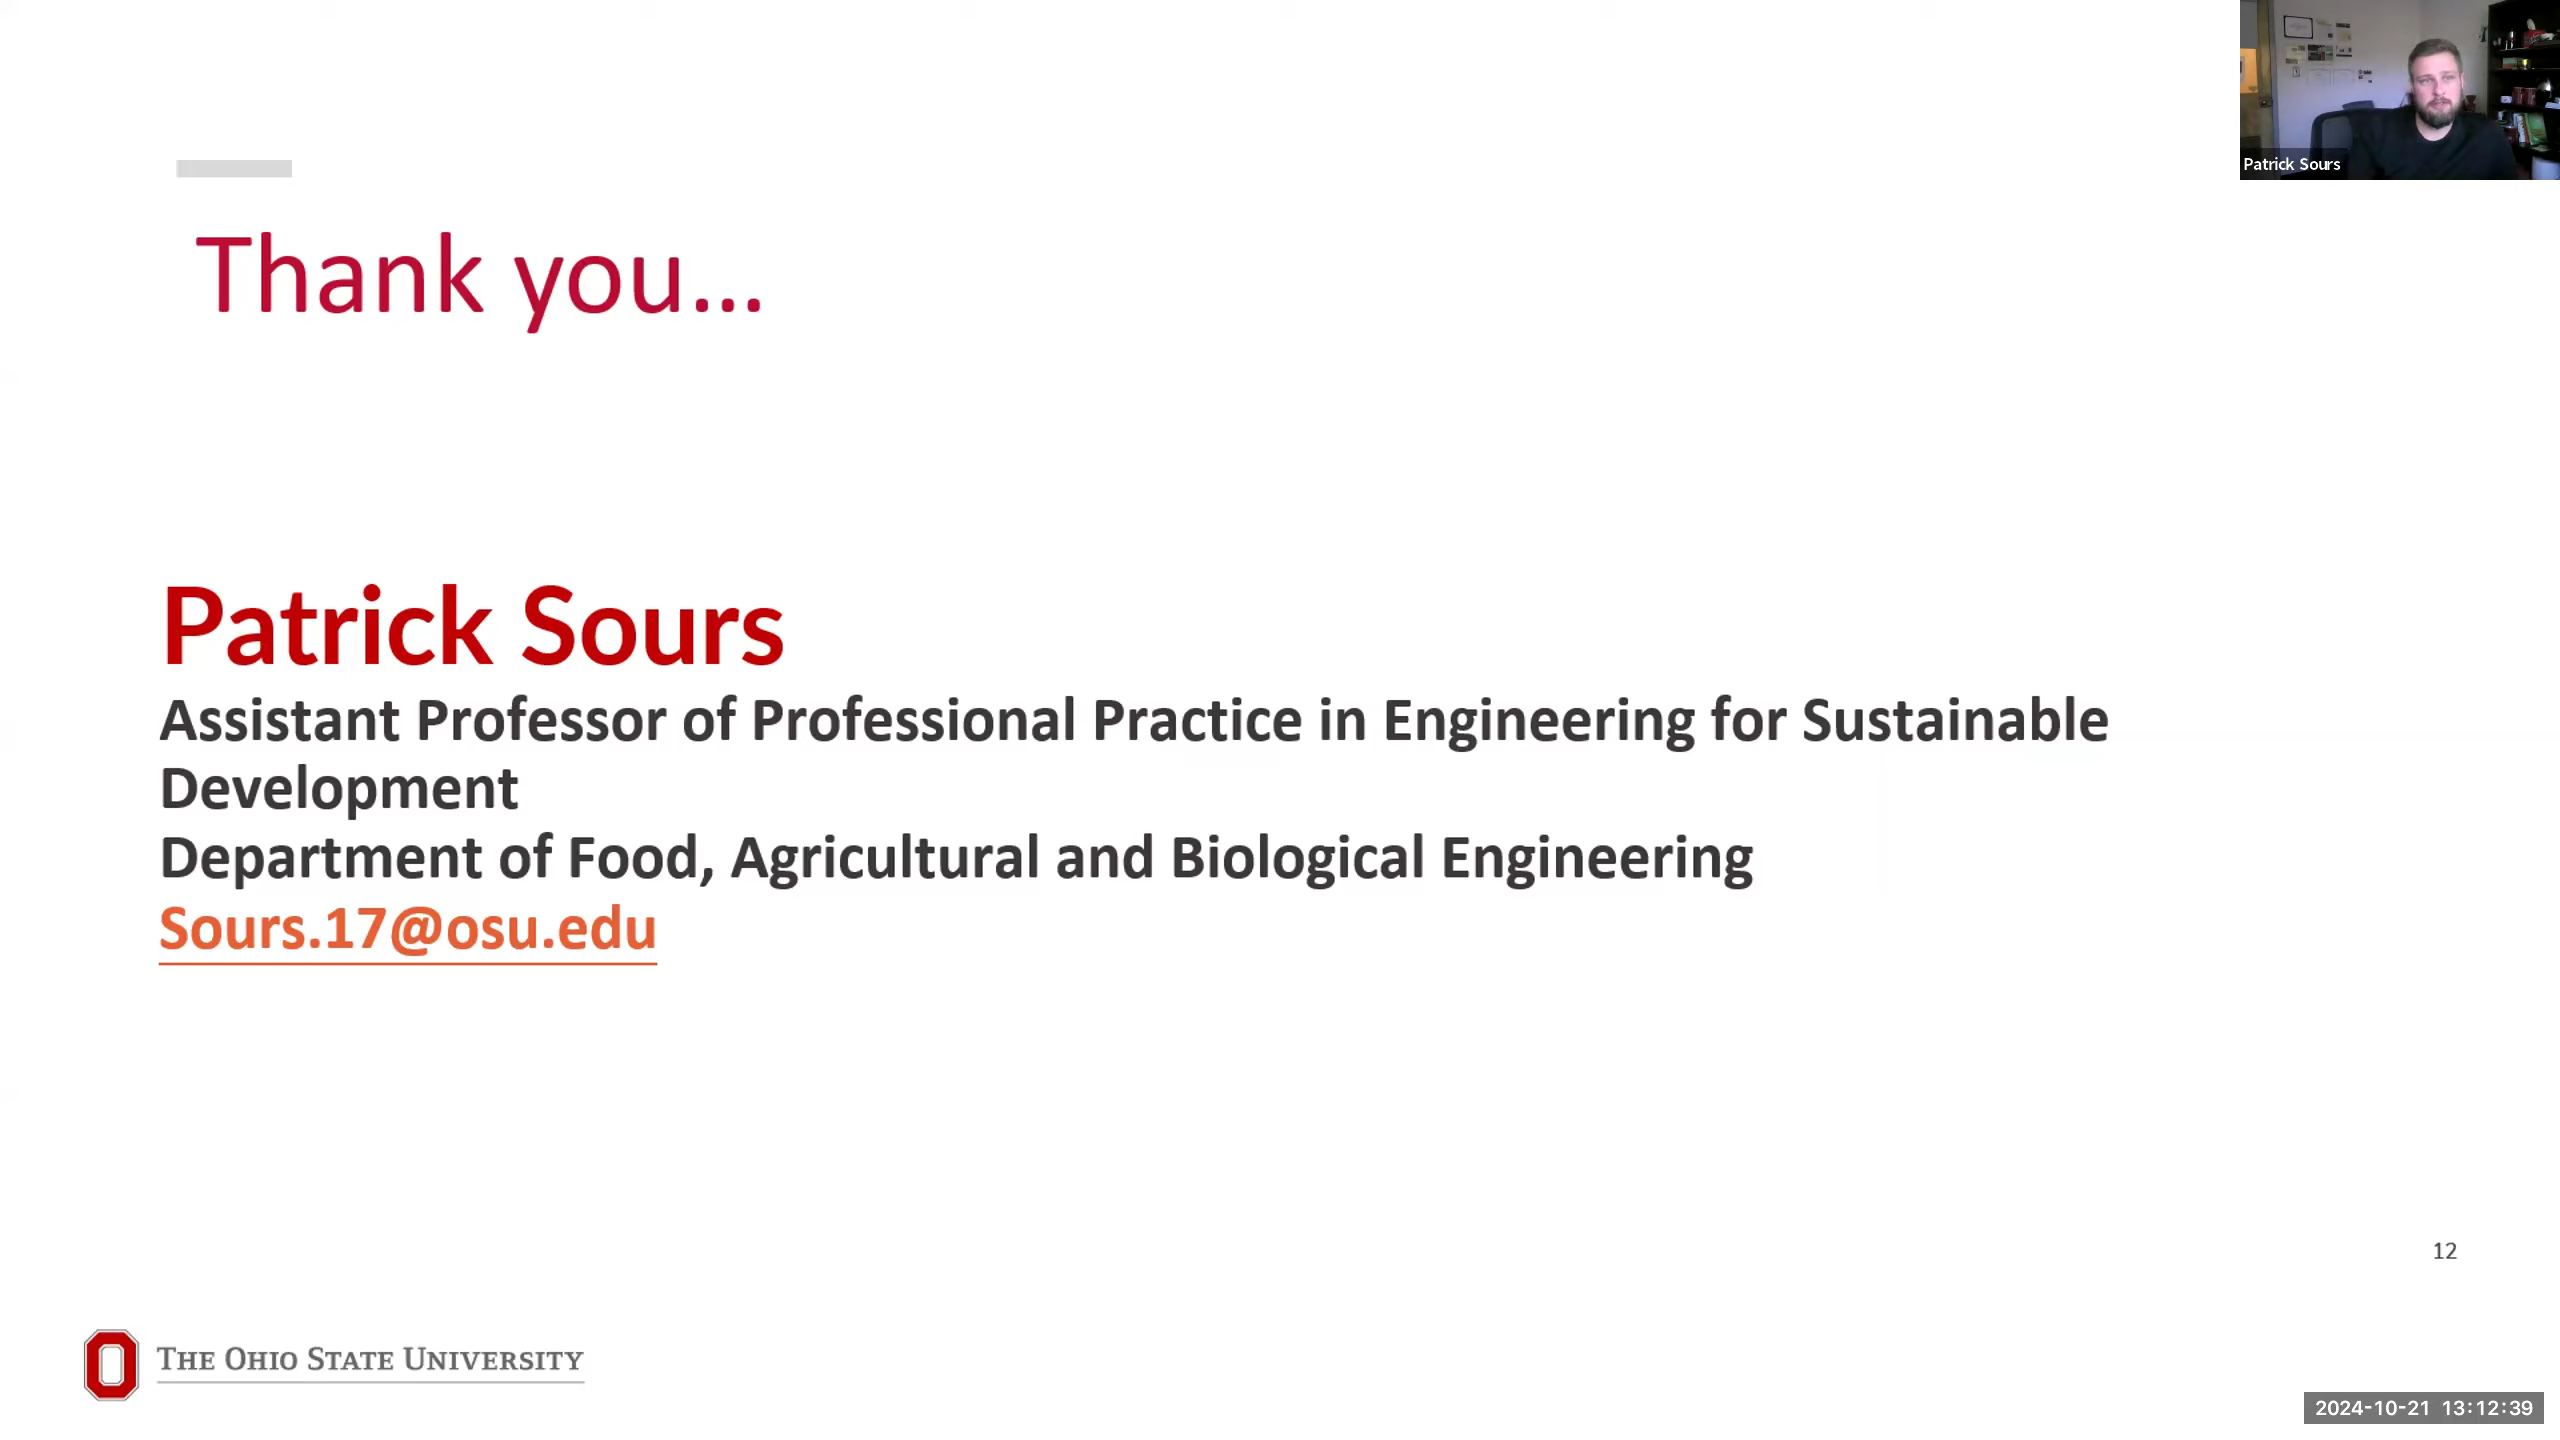 Patrick Sours
Thank you...
Patrick Sours
Assistant Professor of Professional Practice in Engineering for Sustainable
Development
Department of Food, Agricultural and Biological Engineering
Sours.17@osu.edu
12
THE OHIO STATE UNIVERSITY
2024-10-21 13:12:39